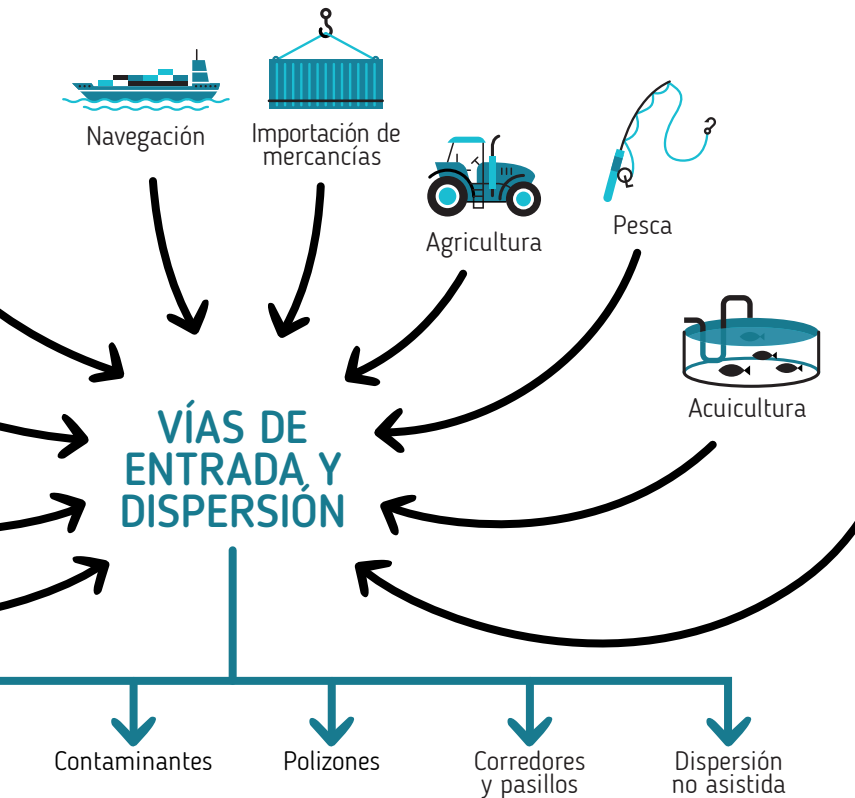 Navegación
Importación de
mercancías
Agricultura
Pesca
Acuicultura
VÍAS DE
ENTRADA Y
DISPERSIÓN
Contaminantes
Polizones
Corredores
y pasillos
Dispersión
no asistida